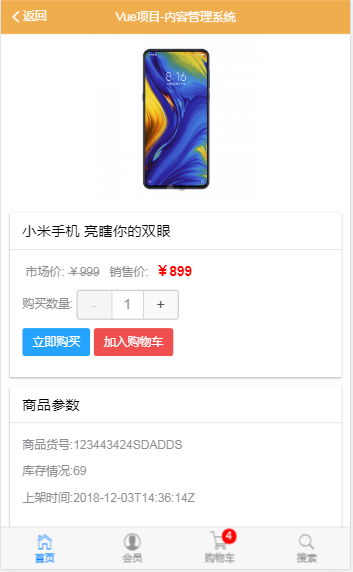 返回 Vue项目-内容管理系统
8:16
小米手机 亮瞎你的双眼
市场价: ￥999 销售价: ￥899
购买数量: - 1 +
立即购买 加入购物车
商品参数
商品货号:123443424SDADDS
库存情况:69
上架时间:2018-12-03T14:36:14Z
4
首页 会员 购物车 搜索